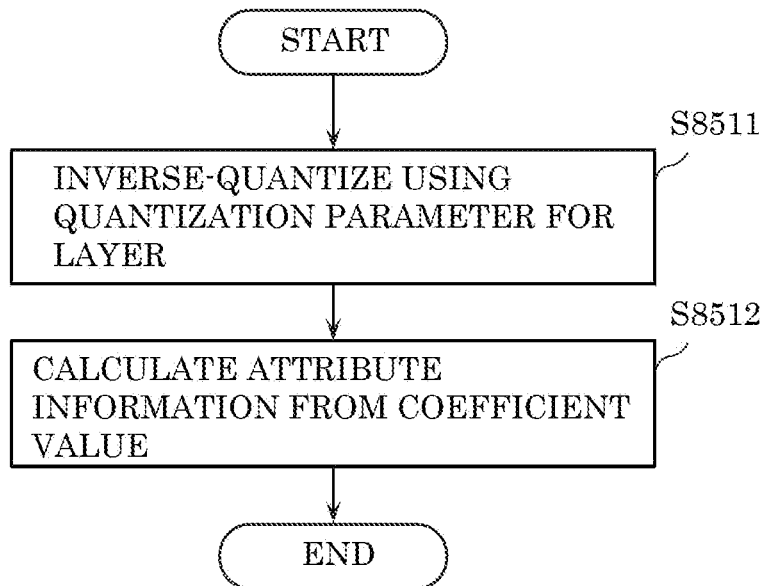 START
S8511
INVERSE-QUANTIZE USING
QUANTIZATION PARAMETER FOR
LAYER
S8512
CALCULATE ATTRIBUTE
INFORMATION FROM COEFFICIENT
VALUE
END